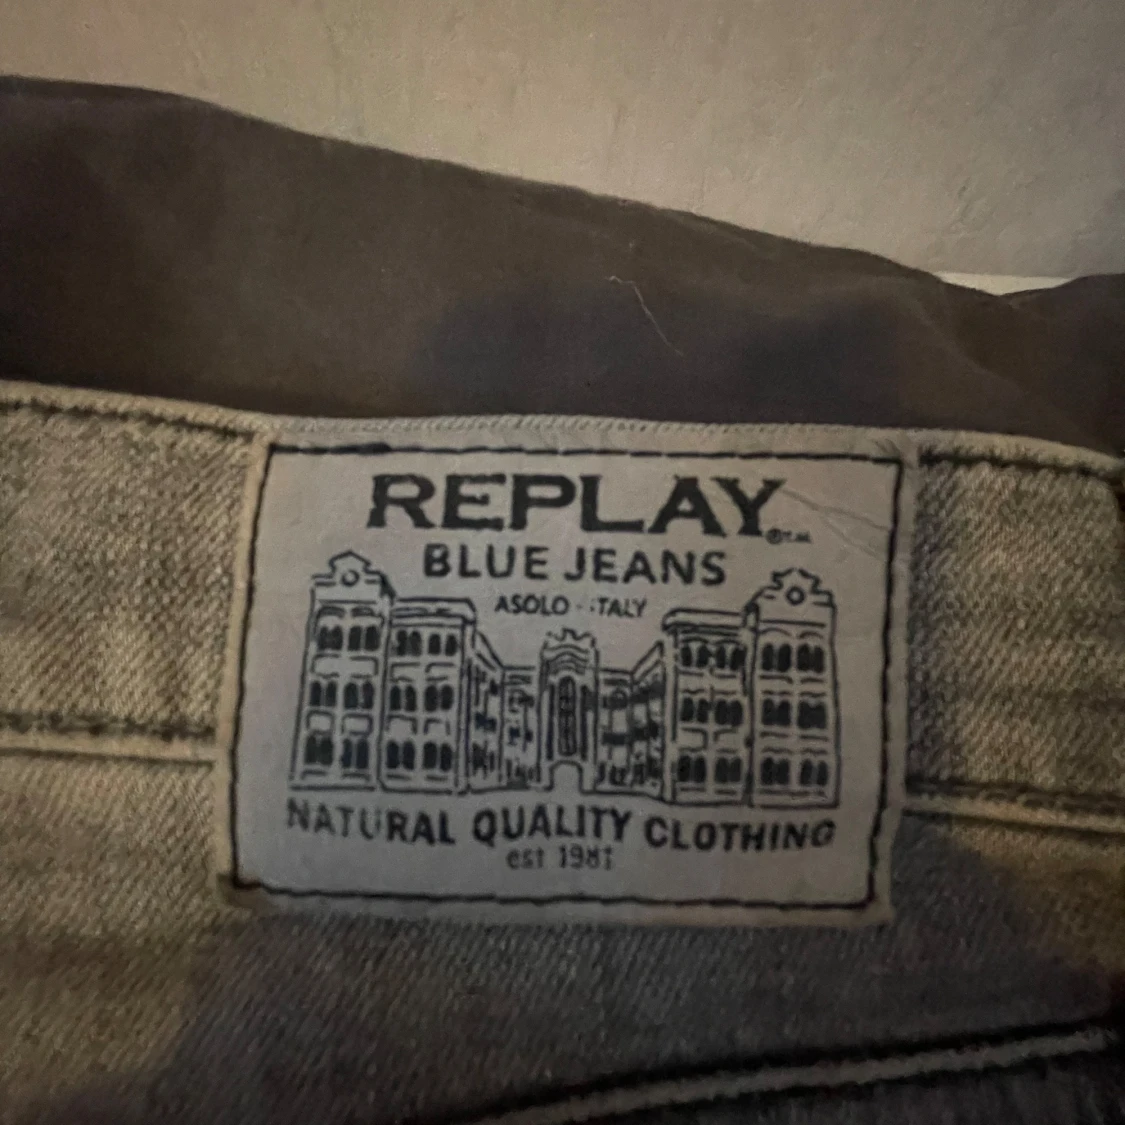 REPLAY®T.M.
BLUE JEANS
ASOLO - ITALY
NATURAL QUALITY CLOTHING
est 1981